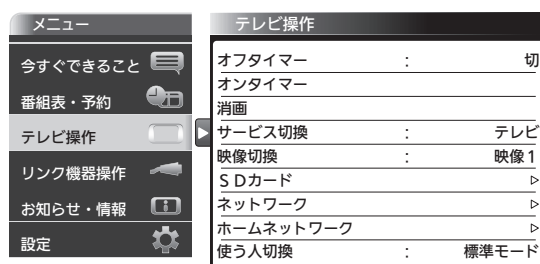 メニュー
今すぐできること
番組表・予約
テレビ操作
リンク機器操作
お知らせ・情報
設定
テレビ操作
オフタイマー : 切
オンタイマー
消画
サービス切換 : テレビ
映像切換 : 映像1
SDカード
ネットワーク
ホームネットワーク
使う人切換 : 標準モード